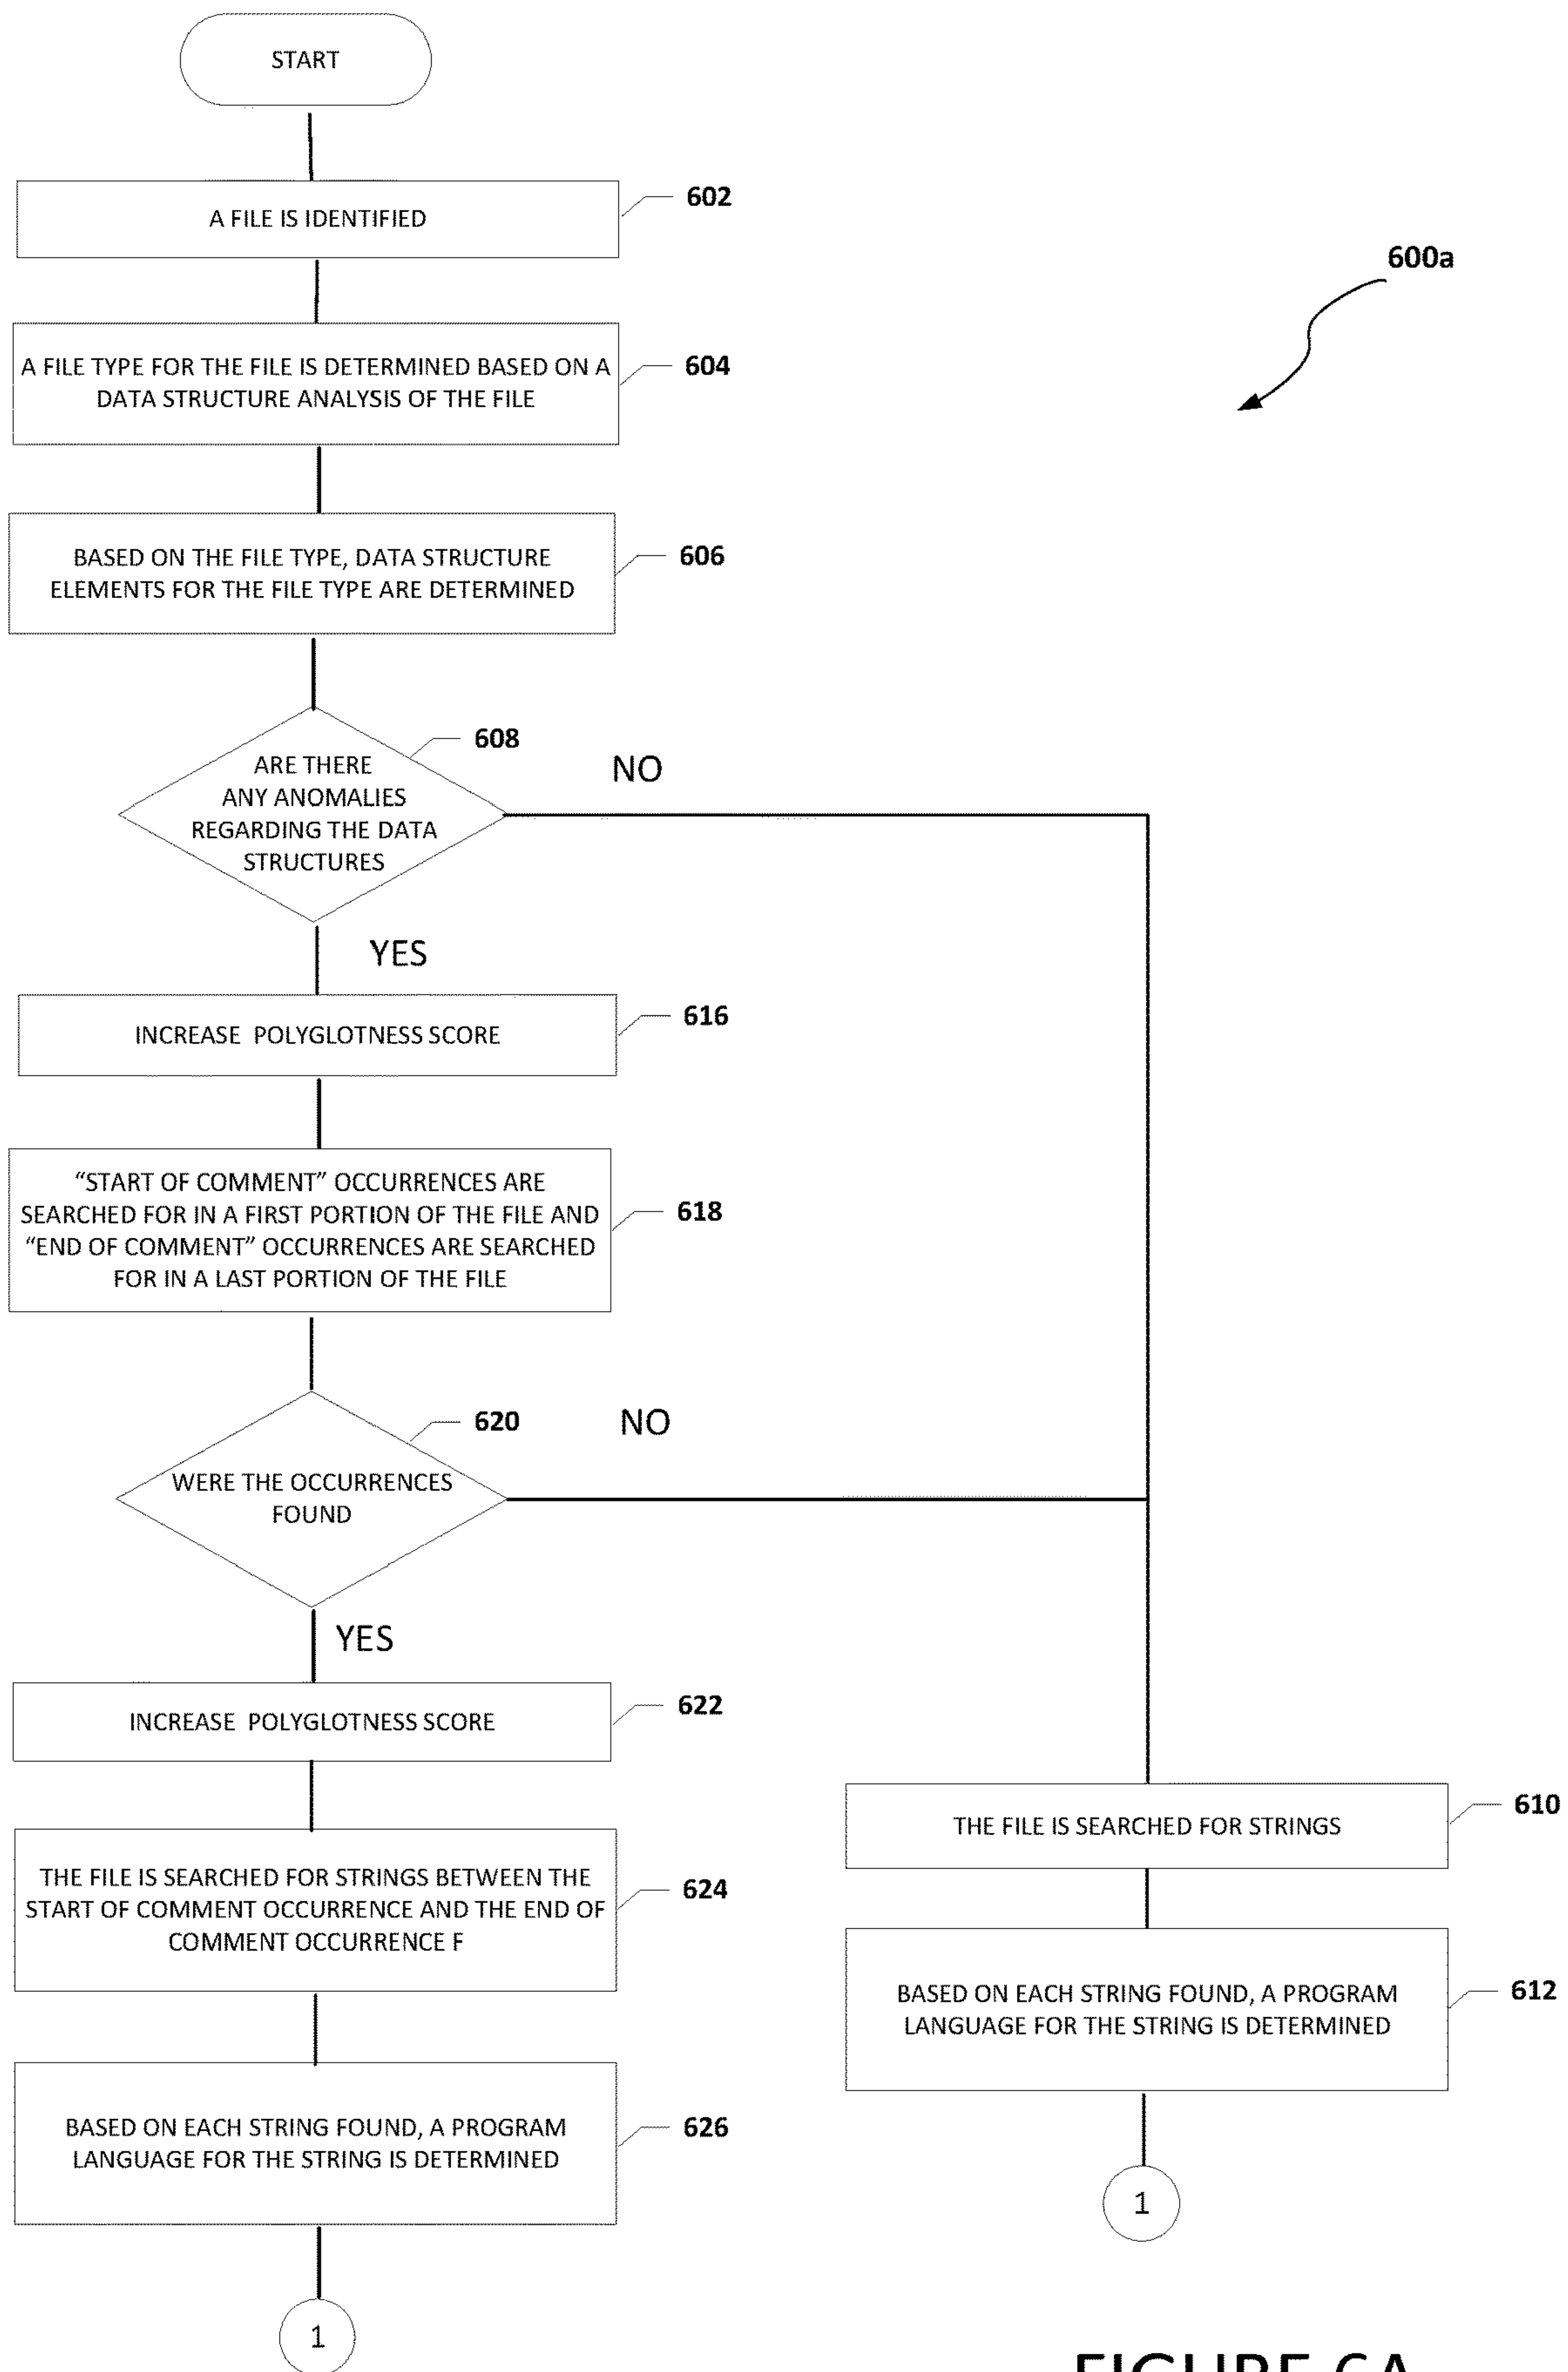 START
A FILE IS IDENTIFIED
602
600a
A FILE TYPE FOR THE FILE IS DETERMINED BASED ON A
DATA STRUCTURE ANALYSIS OF THE FILE
604
BASED ON THE FILE TYPE, DATA STRUCTURE
ELEMENTS FOR THE FILE TYPE ARE DETERMINED
606
608
ARE THERE
ANY ANOMALIES
REGARDING THE DATA
STRUCTURES
NO
YES
INCREASE POLYGLOTNESS SCORE
616
“START OF COMMENT” OCCURRENCES ARE
SEARCHED FOR IN A FIRST PORTION OF THE FILE AND
“END OF COMMENT” OCCURRENCES ARE SEARCHED
FOR IN A LAST PORTION OF THE FILE
618
620
NO
WERE THE OCCURRENCES
FOUND
YES
INCREASE POLYGLOTNESS SCORE
622
THE FILE IS SEARCHED FOR STRINGS BETWEEN THE
START OF COMMENT OCCURRENCE AND THE END OF
COMMENT OCCURRENCE F
624
BASED ON EACH STRING FOUND, A PROGRAM
LANGUAGE FOR THE STRING IS DETERMINED
626
1
THE FILE IS SEARCHED FOR STRINGS
610
BASED ON EACH STRING FOUND, A PROGRAM
LANGUAGE FOR THE STRING IS DETERMINED
612
1
FIGURE 6A